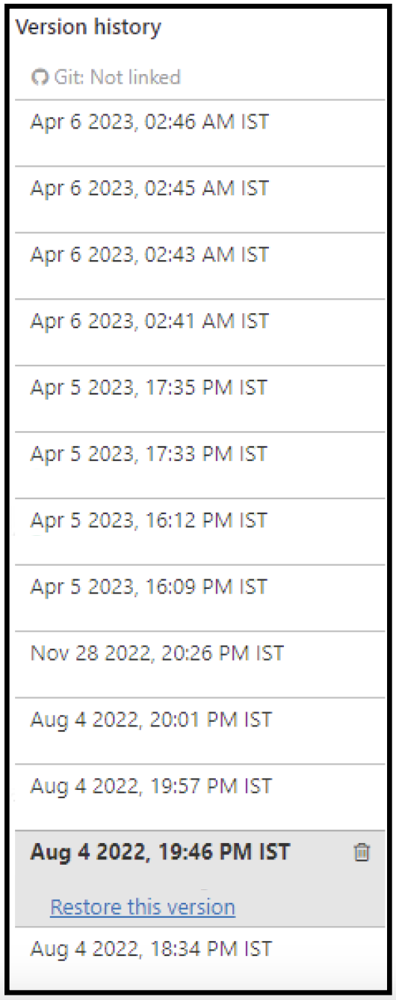 Version history
Git: Not linked
Apr 6 2023, 02:46 AM IST
Apr 6 2023, 02:45 AM IST
Apr 6 2023, 02:43 AM IST
Apr 6 2023, 02:41 AM IST
Apr 5 2023, 17:35 PM IST
Apr 5 2023, 17:33 PM IST
Apr 5 2023, 16:12 PM IST
Apr 5 2023, 16:09 PM IST
Nov 28 2022, 20:26 PM IST
Aug 4 2022, 20:01 PM IST
Aug 4 2022, 19:57 PM IST
Aug 4 2022, 19:46 PM IST
Restore this version
Aug 4 2022, 18:34 PM IST